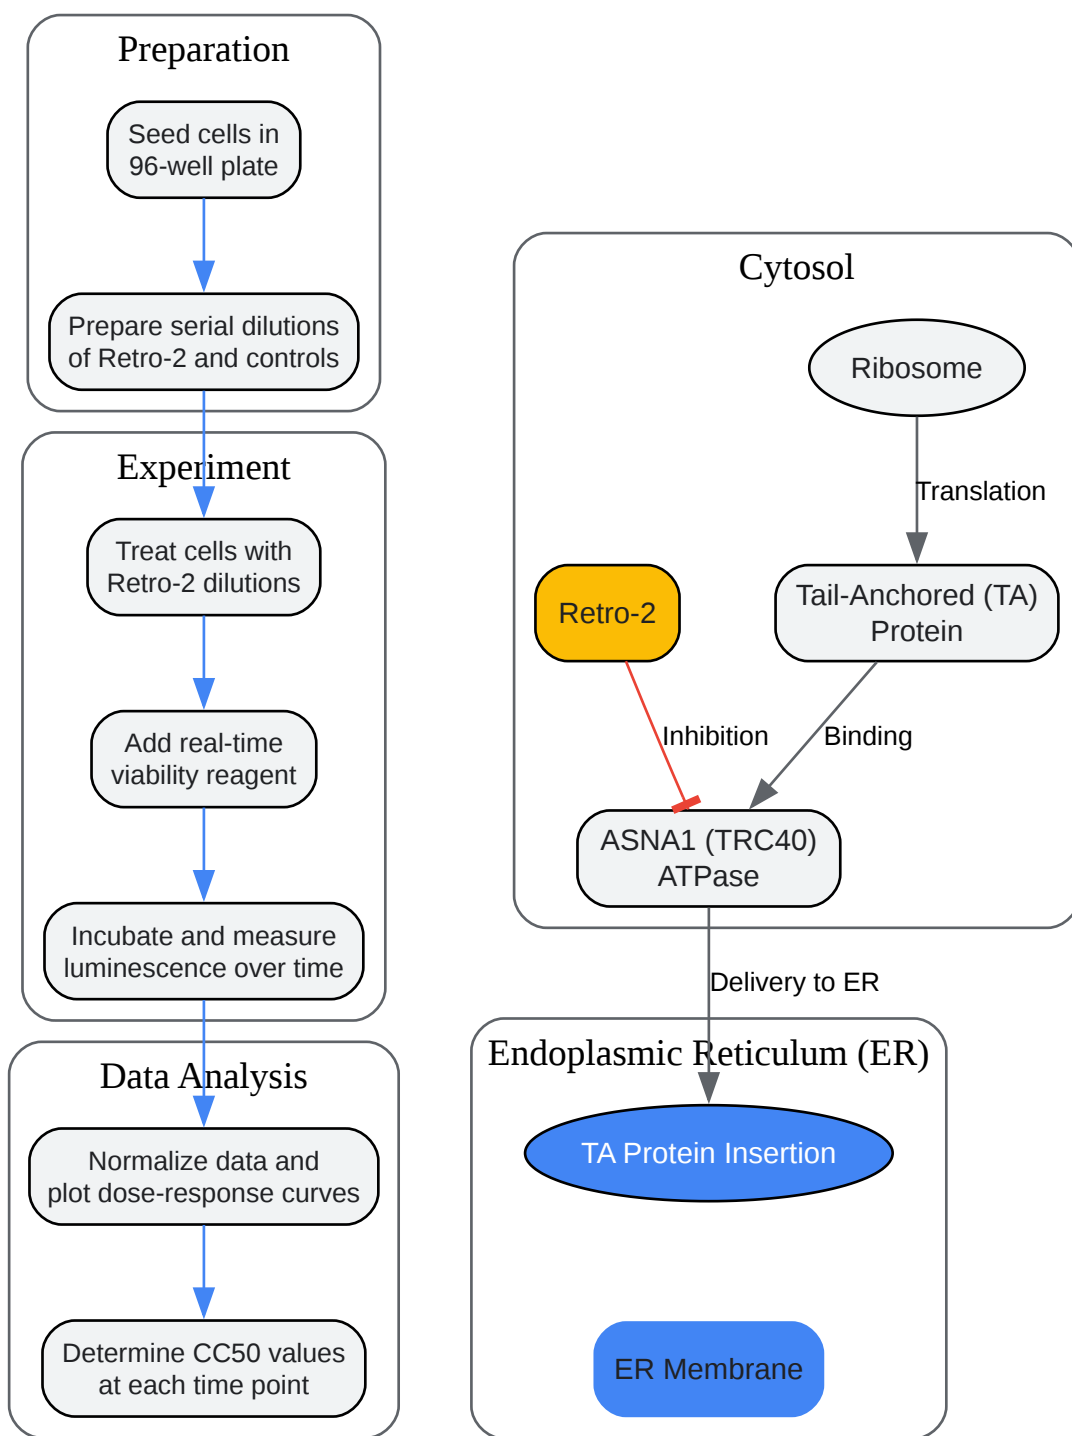 Preparation
Seed cells in
96-well plate
Prepare serial dilutions
of Retro-2 and controls
Experiment
Treat cells with
Retro-2 dilutions
Add real-time
viability reagent
Incubate and measure
luminescence over time
Data Analysis
Normalize data and
plot dose-response curves
Determine CC50 values
at each time point
Cytosol
Ribosome
Translation
Retro-2
Tail-Anchored (TA)
Protein
Inhibition
Binding
ASNA1 (TRC40)
ATPase
Delivery to ER
Endoplasmic Reticulum (ER)
TA Protein Insertion
ER Membrane